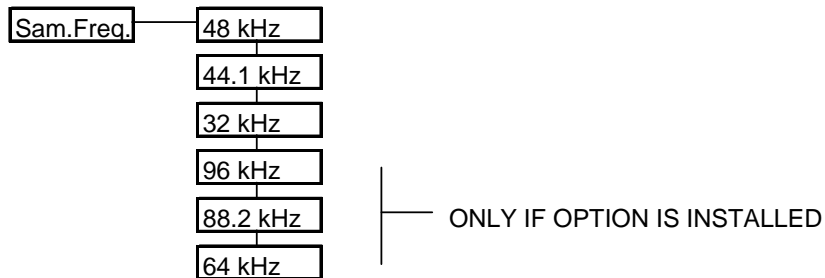 Sam.Freq. 48 kHz
44.1 kHz
32 kHz
96 kHz
88.2 kHz ONLY IF OPTION IS INSTALLED
64 kHz